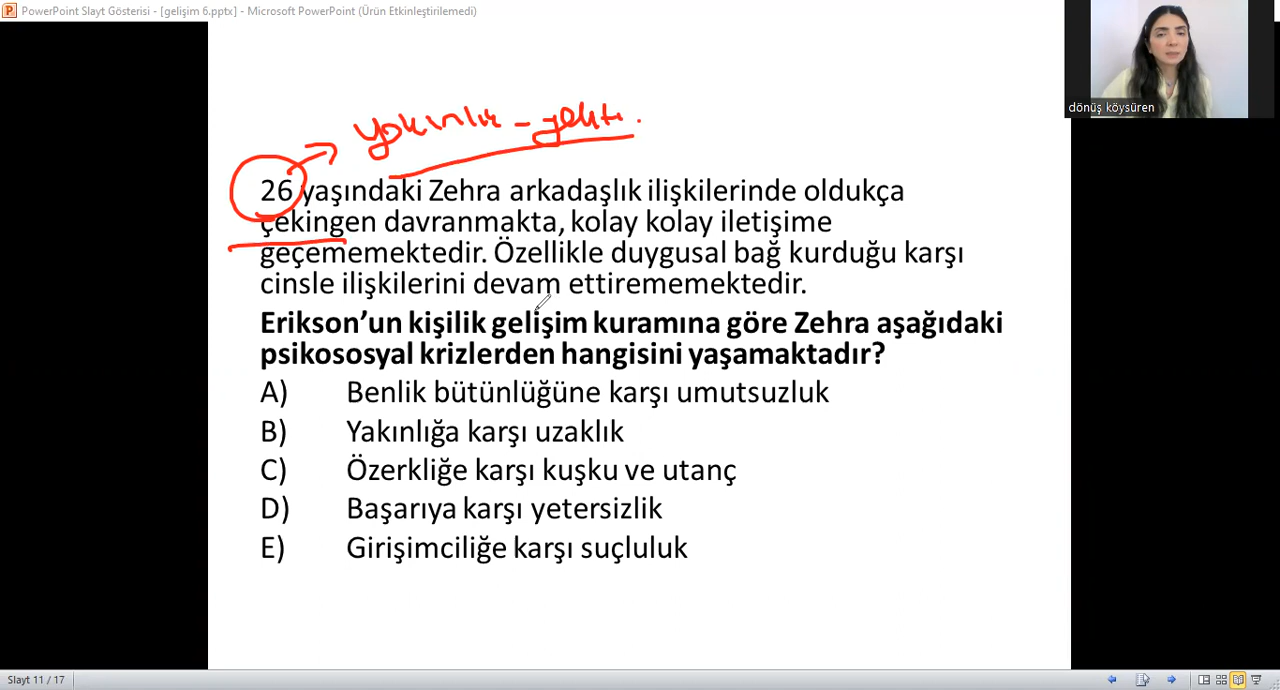 PowerPoint Slayt Gösterisi - [gelişim 6.pptx] - Microsoft PowerPoint (Ürün Etkinleştirilemedi)
dönüş köysüren
yakınlık -
26 yaşındaki Zehra arkadaşlık ilişkilerinde oldukça
çekingen davranmakta, kolay kolay iletişime
geçememektedir. Özellikle duygusal bağ kurduğu karşı
cinsle ilişkilerini devam ettirememektedir.
Erikson’un kişilik gelişim kuramına göre Zehra aşağıdaki
psikososyal krizlerden hangisini yaşamaktadır?
A) Benlik bütünlüğüne karşı umutsuzluk
B) Yakınlığa karşı uzaklık
C) Özerkliğe karşı kuşku ve utanç
D) Başarıya karşı yetersizlik
E) Girişimciliğe karşı suçluluk
Slayt 11 / 17